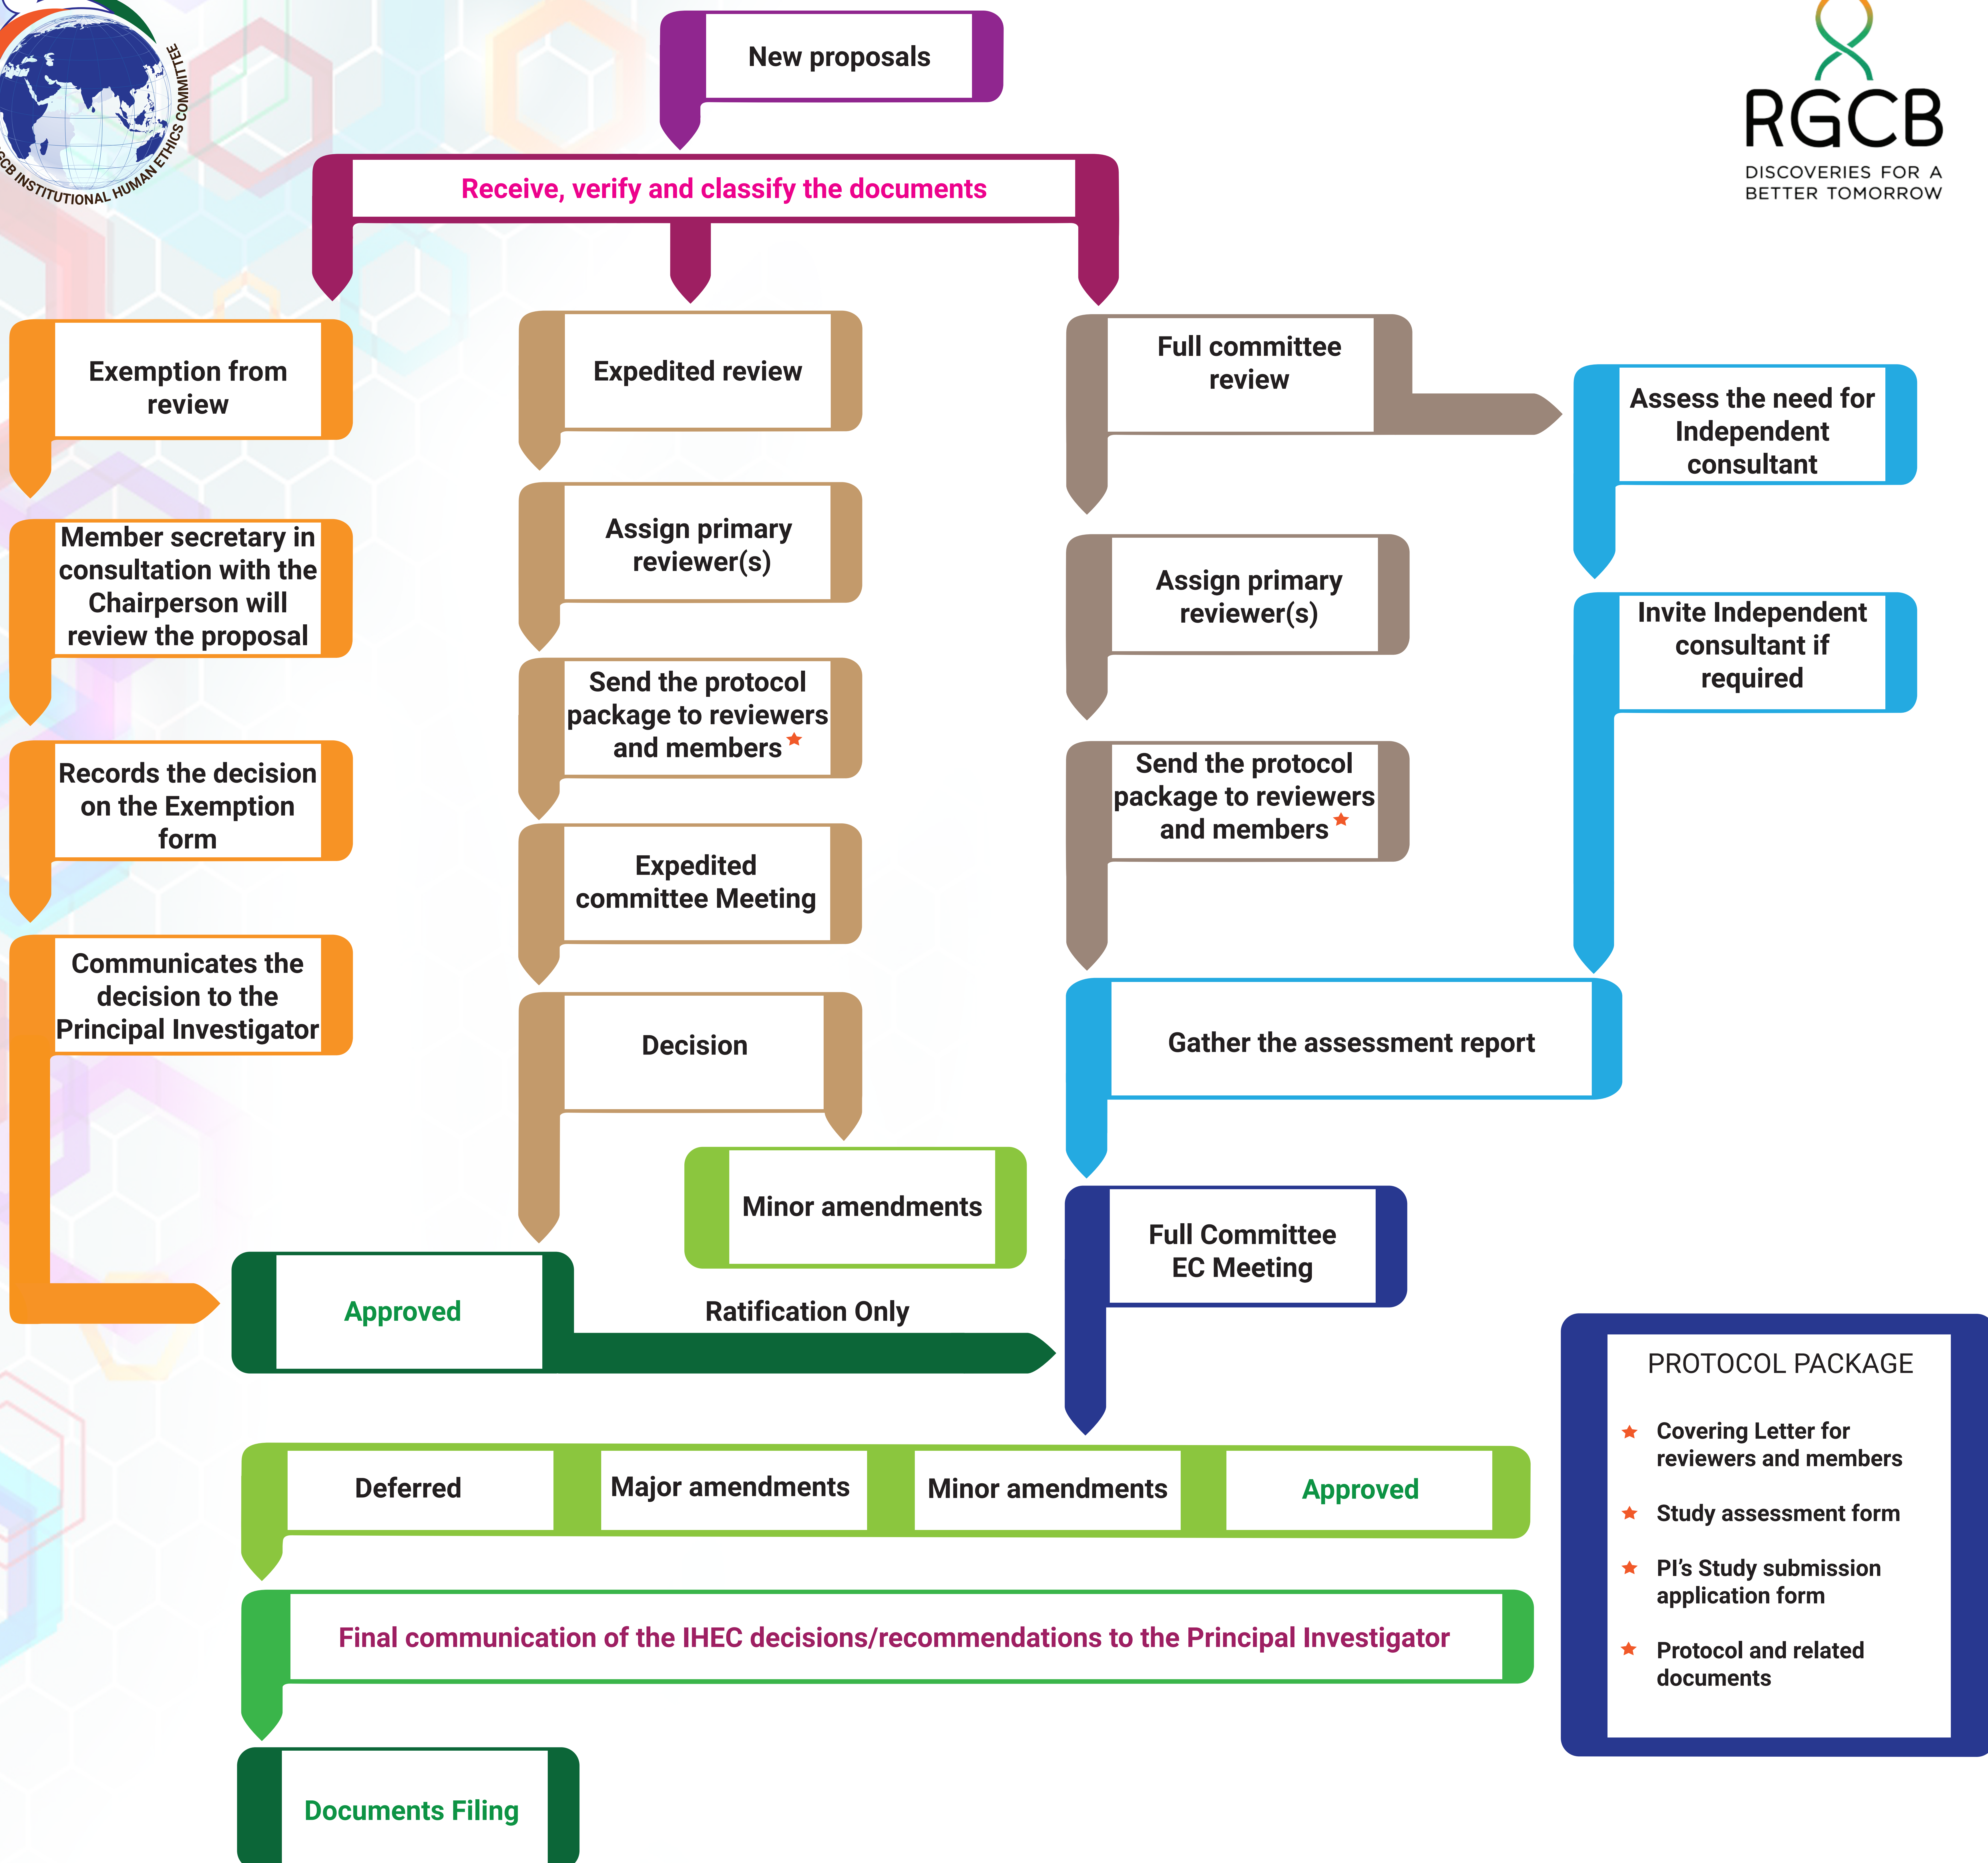 GCB INSTITUTIONAL HUMAN ETHICS COMMITTEE
RGCB
DISCOVERIES FOR A
BETTER TOMORROW
New proposals
Receive, verify and classify the documents
Exemption from
review
Member secretary in
consultation with the
Chairperson will
review the proposal
Records the decision
on the Exemption
form
Communicates the
decision to the
Principal Investigator
Expedited review
Assign primary
reviewer(s)
Send the protocol
package to reviewers
and members
Expedited
committee Meeting
Decision
Minor amendments
Approved
Ratification Only
Full committee
review
Assign primary
reviewer(s)
Send the protocol
package to reviewers
and members
Assess the need for
Independent
consultant
Invite Independent
consultant if
required
Gather the assessment report
Full Committee
EC Meeting
Deferred
Major amendments
Minor amendments
Approved
Final communication of the IHEC decisions/recommendations to the Principal Investigator
Documents Filing
PROTOCOL PACKAGE
Covering Letter for
reviewers and members
Study assessment form
PI’s Study submission
application form
Protocol and related
documents